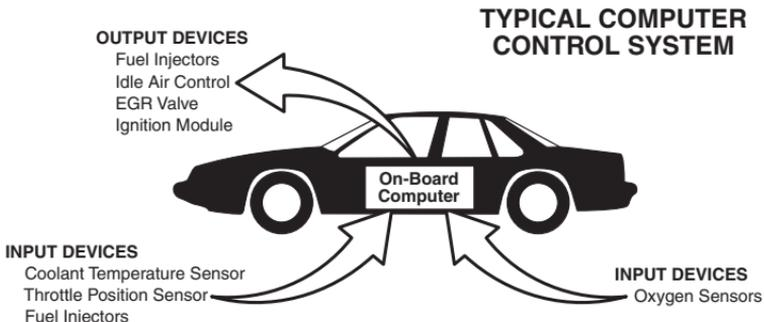 TYPICAL COMPUTER
CONTROL SYSTEM
OUTPUT DEVICES
Fuel Injectors
Idle Air Control
EGR Valve
Ignition Module
On-Board
Computer
INPUT DEVICES
Coolant Temperature Sensor
Throttle Position Sensor
Fuel Injectors
INPUT DEVICES
Oxygen Sensors